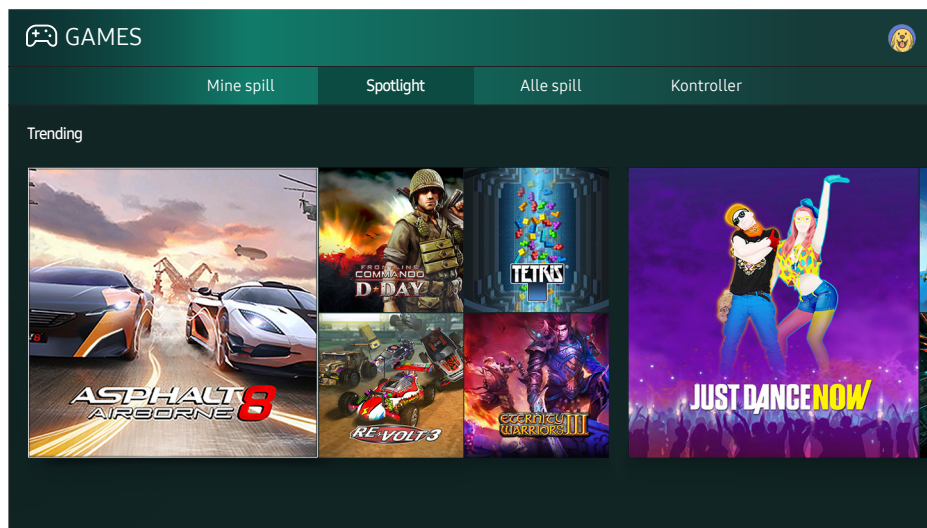 GAMES
Mine spill
Spotlight
Alle spill
Kontroller
Trending
ASPHALT 8
AIRBORNE
FRONTLINE
COMMANDO
D-DAY
TETRIS®
RE-VOLT 3
ETERNITY
WARRIORS III
JUST DANCE NOW